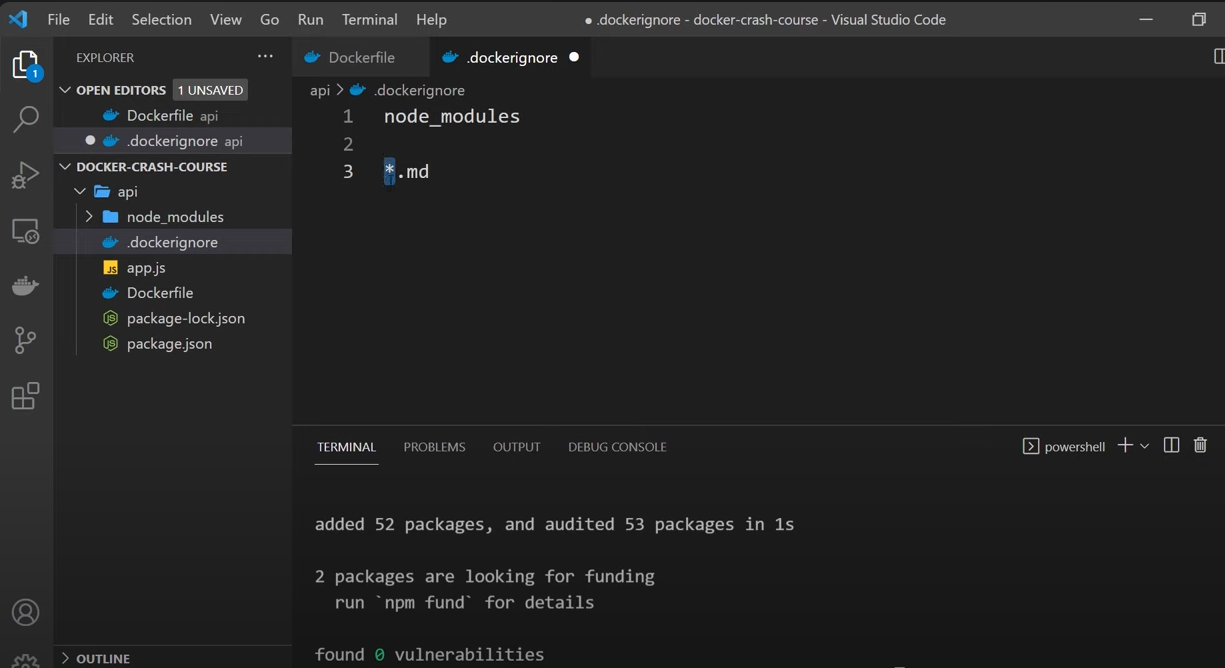 File Edit Selection View Go Run Terminal Help
● .dockerignore - docker-crash-course - Visual Studio Code
EXPLORER ...
1
OPEN EDITORS 1 UNSAVED
Dockerfile api
.dockerignore api
DOCKER-CRASH-COURSE
api
node_modules
.dockerignore
JS app.js
Dockerfile
package-lock.json
package.json
OUTLINE
Dockerfile .dockerignore
api > .dockerignore
1 node_modules
2
3 *.md
TERMINAL PROBLEMS OUTPUT DEBUG CONSOLE powershell
added 52 packages, and audited 53 packages in 1s
2 packages are looking for funding
run `npm fund` for details
found 0 vulnerabilities